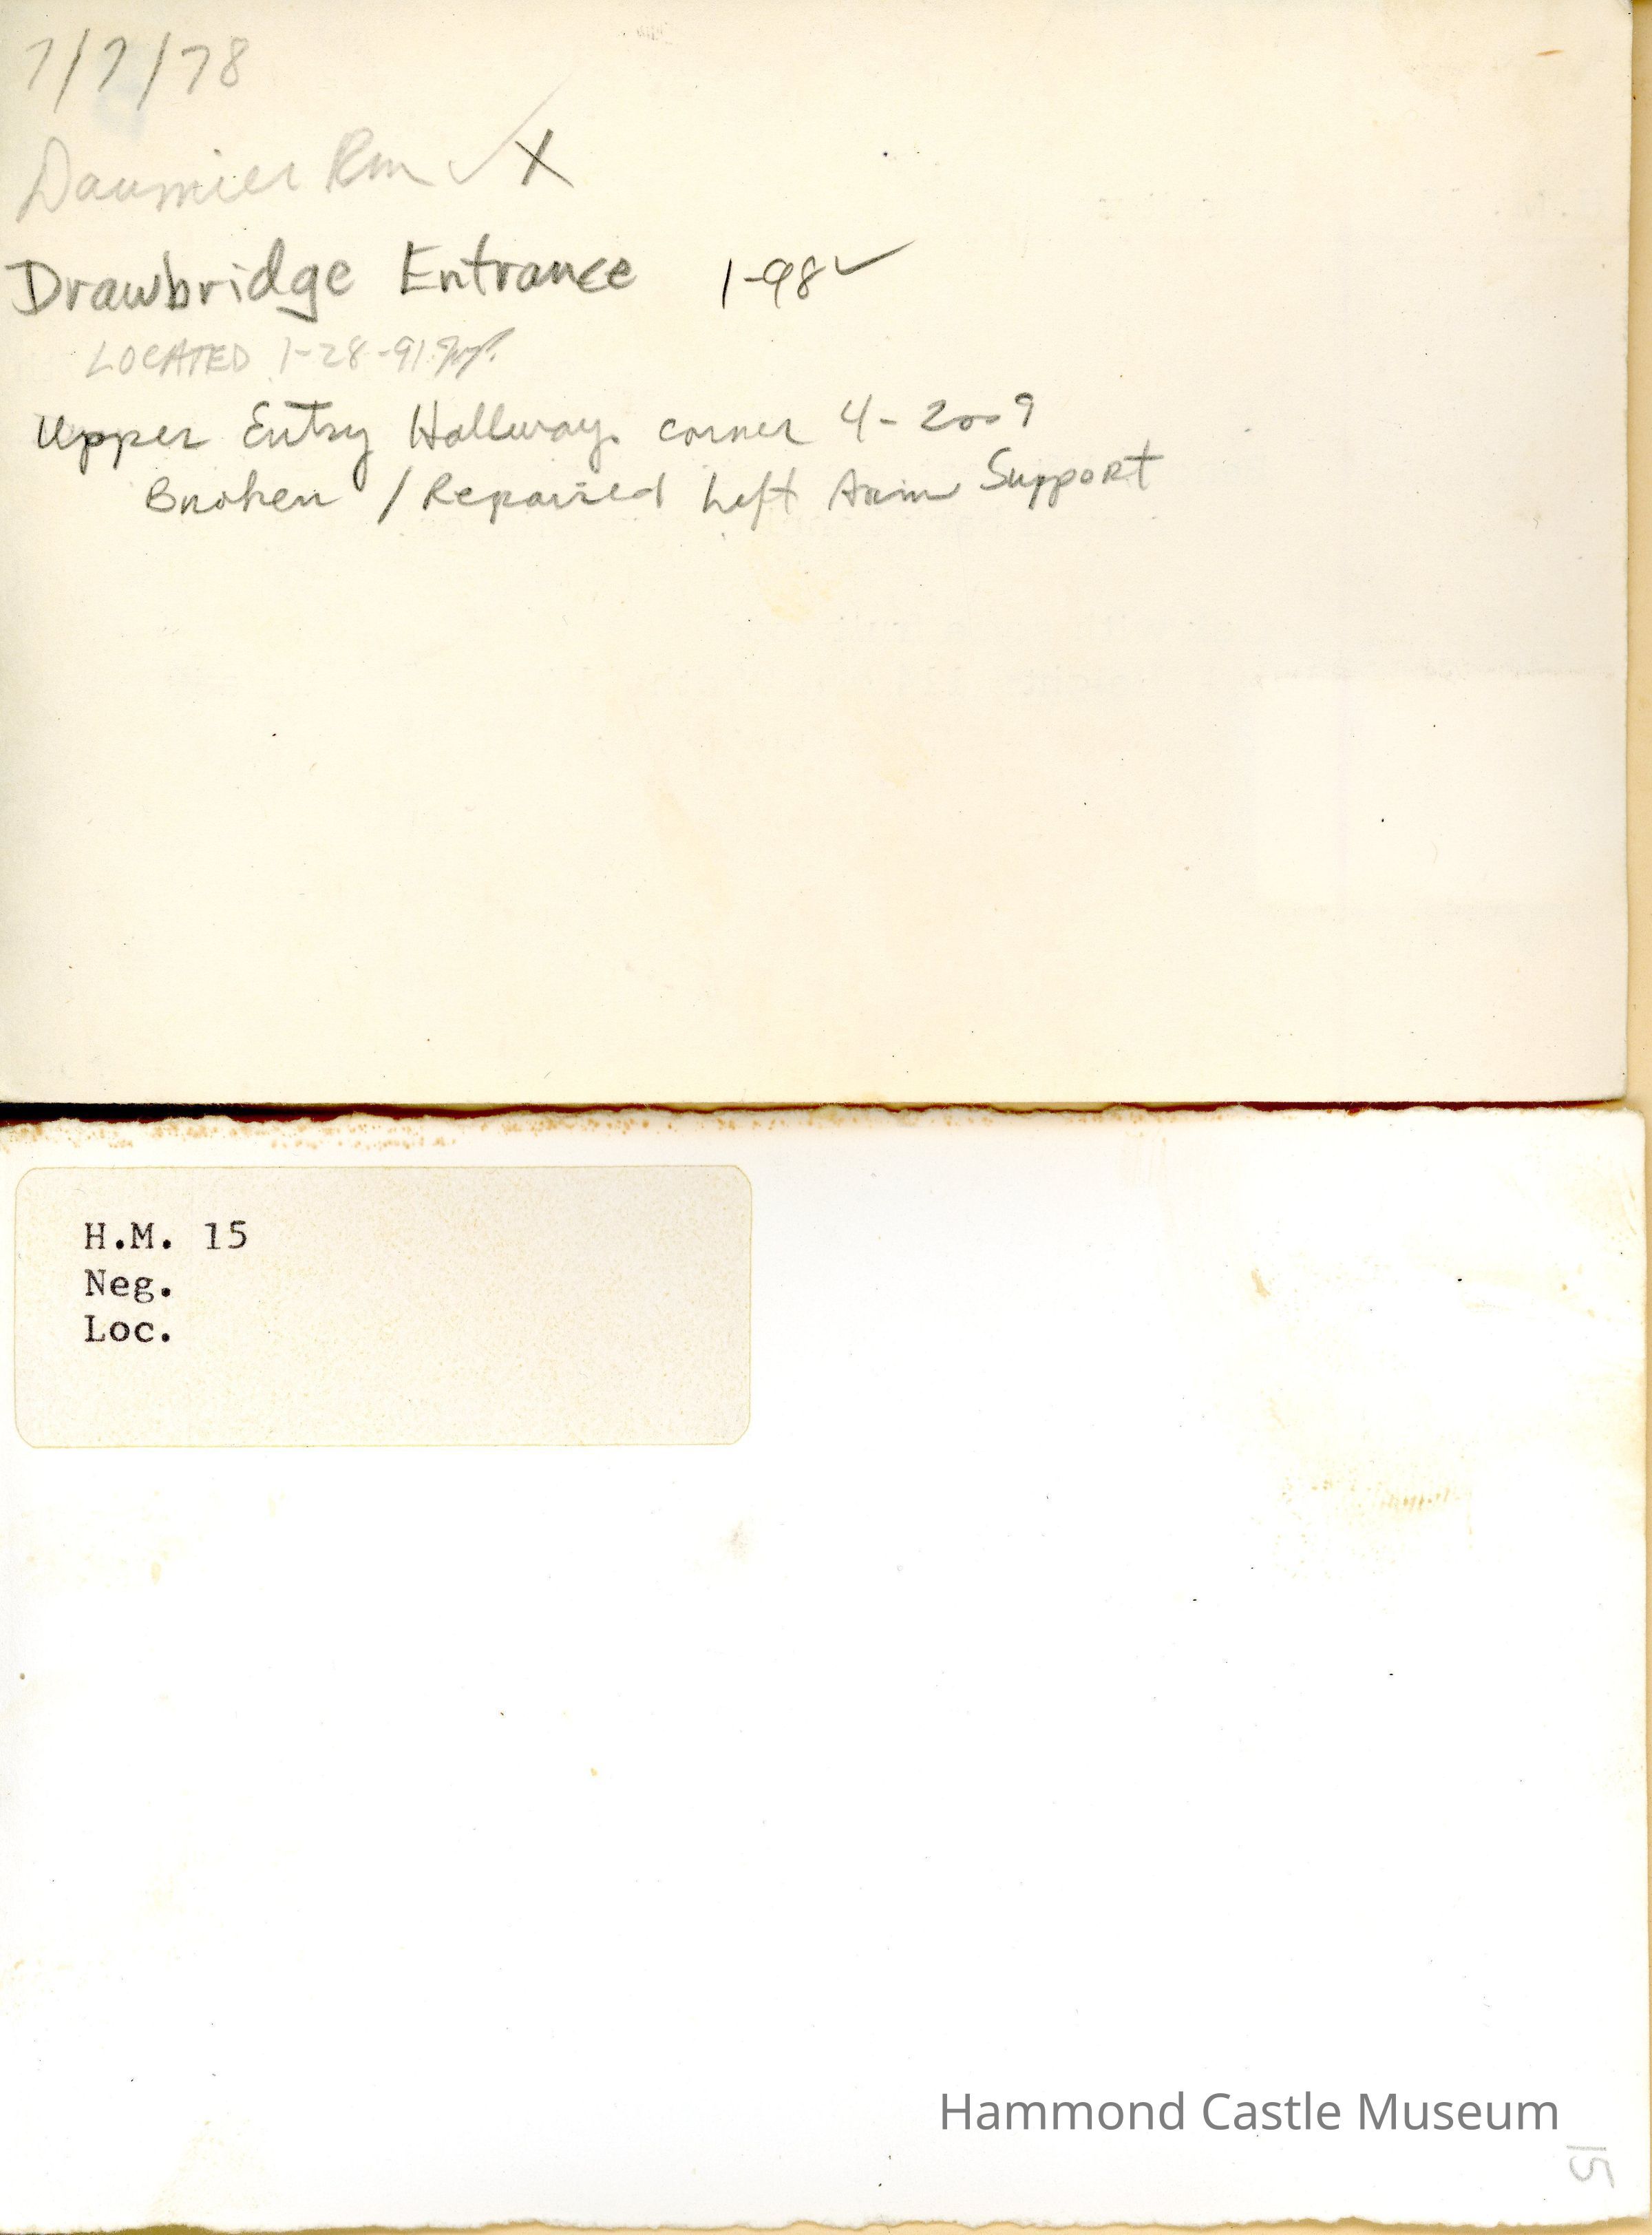 7/7/78
Daumier Rm ✓ X
Drawbridge Entrance 1-98 ✓
LOCATED 1-28-91
Upper Entry Hallway. corner 4-2009
Broken / Repaired Left Arm Support
H.M. 15
Neg.
Loc.
Hammond Castle Museum
15